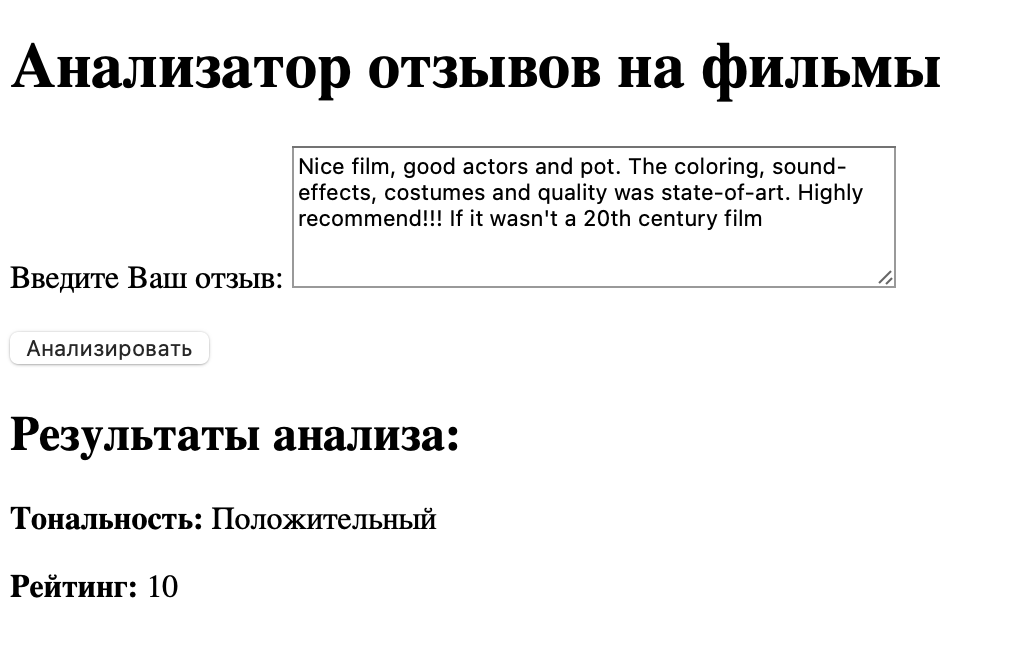 Анализатор отзывов на фильмы
Nice film, good actors and pot. The coloring, sound-
effects, costumes and quality was state-of-art. Highly
recommend!!! If it wasn't a 20th century film
Введите Ваш отзыв:
Анализировать
Результаты анализа:
Тональность: Положительный
Рейтинг: 10